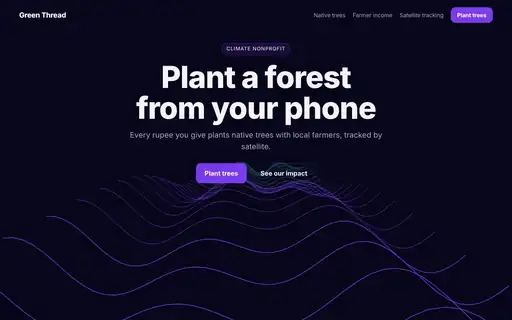 Green Thread
Native trees
Farmer income
Satellite tracking
Plant trees
CLIMATE NONPROFIT
Plant a forest
from your phone
Every rupee you give plants native trees with local farmers, tracked by
satellite.
Plant trees
See our impact